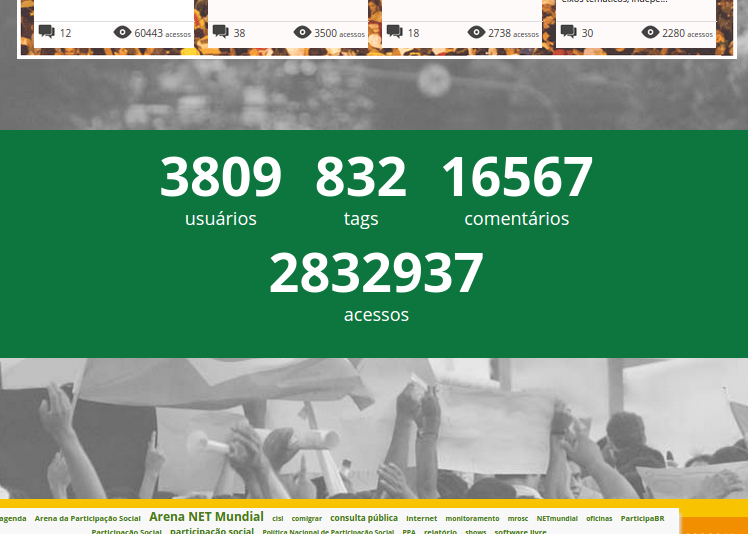 eixos temáticos, indepe...
12 60443 acessos 38 3500 acessos 18 2738 acessos 30 2280 acessos
3809 832 16567
usuários tags comentários
2832937
acessos
agenda Arena da Participação Social Arena NET Mundial cisl comigrar consulta pública Internet monitoramento mrosc NETmundial oficinas ParticipaBR
Participação Social participação social Política Nacional de Participação Social PPA relatório shows software livre